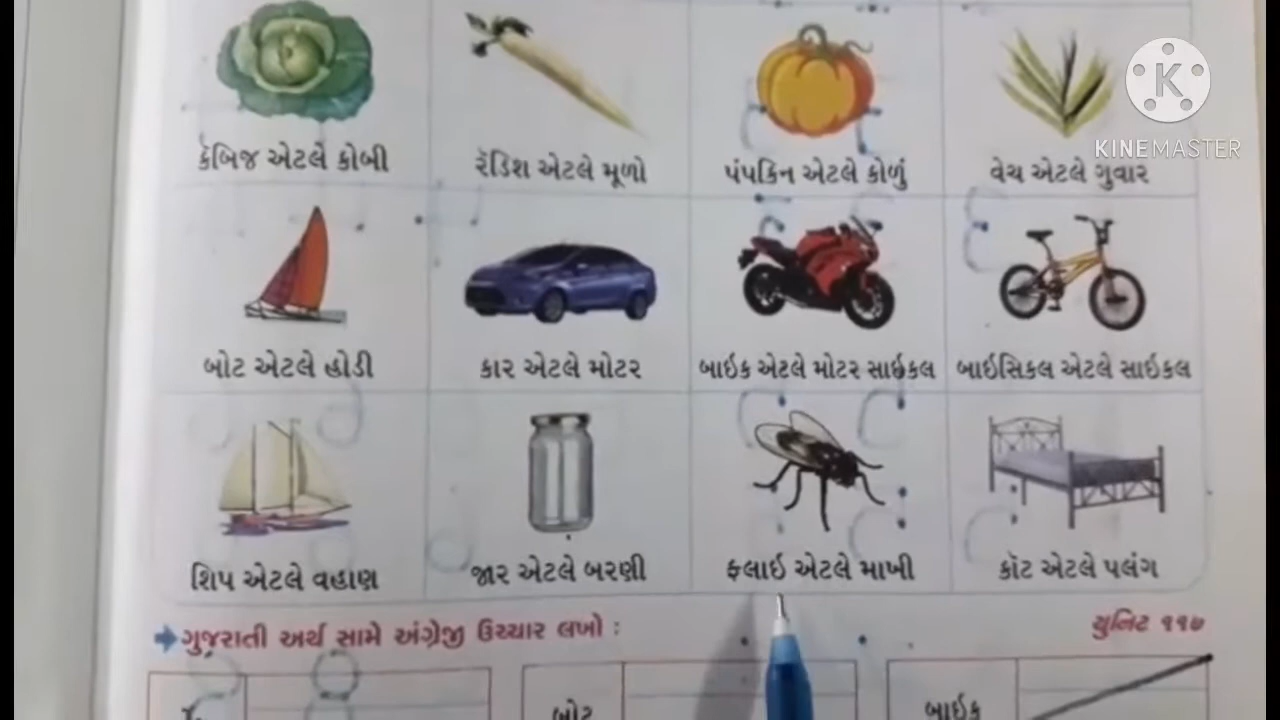 K
KINEMASTER
કૅબિજ એટલે કોબી
રૅડિશ એટલે મૂળો
પંપકિન એટલે કોળું
વેચ એટલે ગુવાર
બોટ એટલે હોડી
કાર એટલે મોટર
બાઇક એટલે મોટર સાઇકલ
બાઇસિકલ એટલે સાઇકલ
શિપ એટલે વહાણ
જાર એટલે બરણી
ફ્લાઇ એટલે માખી
કૉટ એટલે પલંગ
ગુજરાતી અર્થ સામે અંગ્રેજી ઉચ્ચાર લખો :
યુનિટ ૧૧૭
બોટ
બાઇક